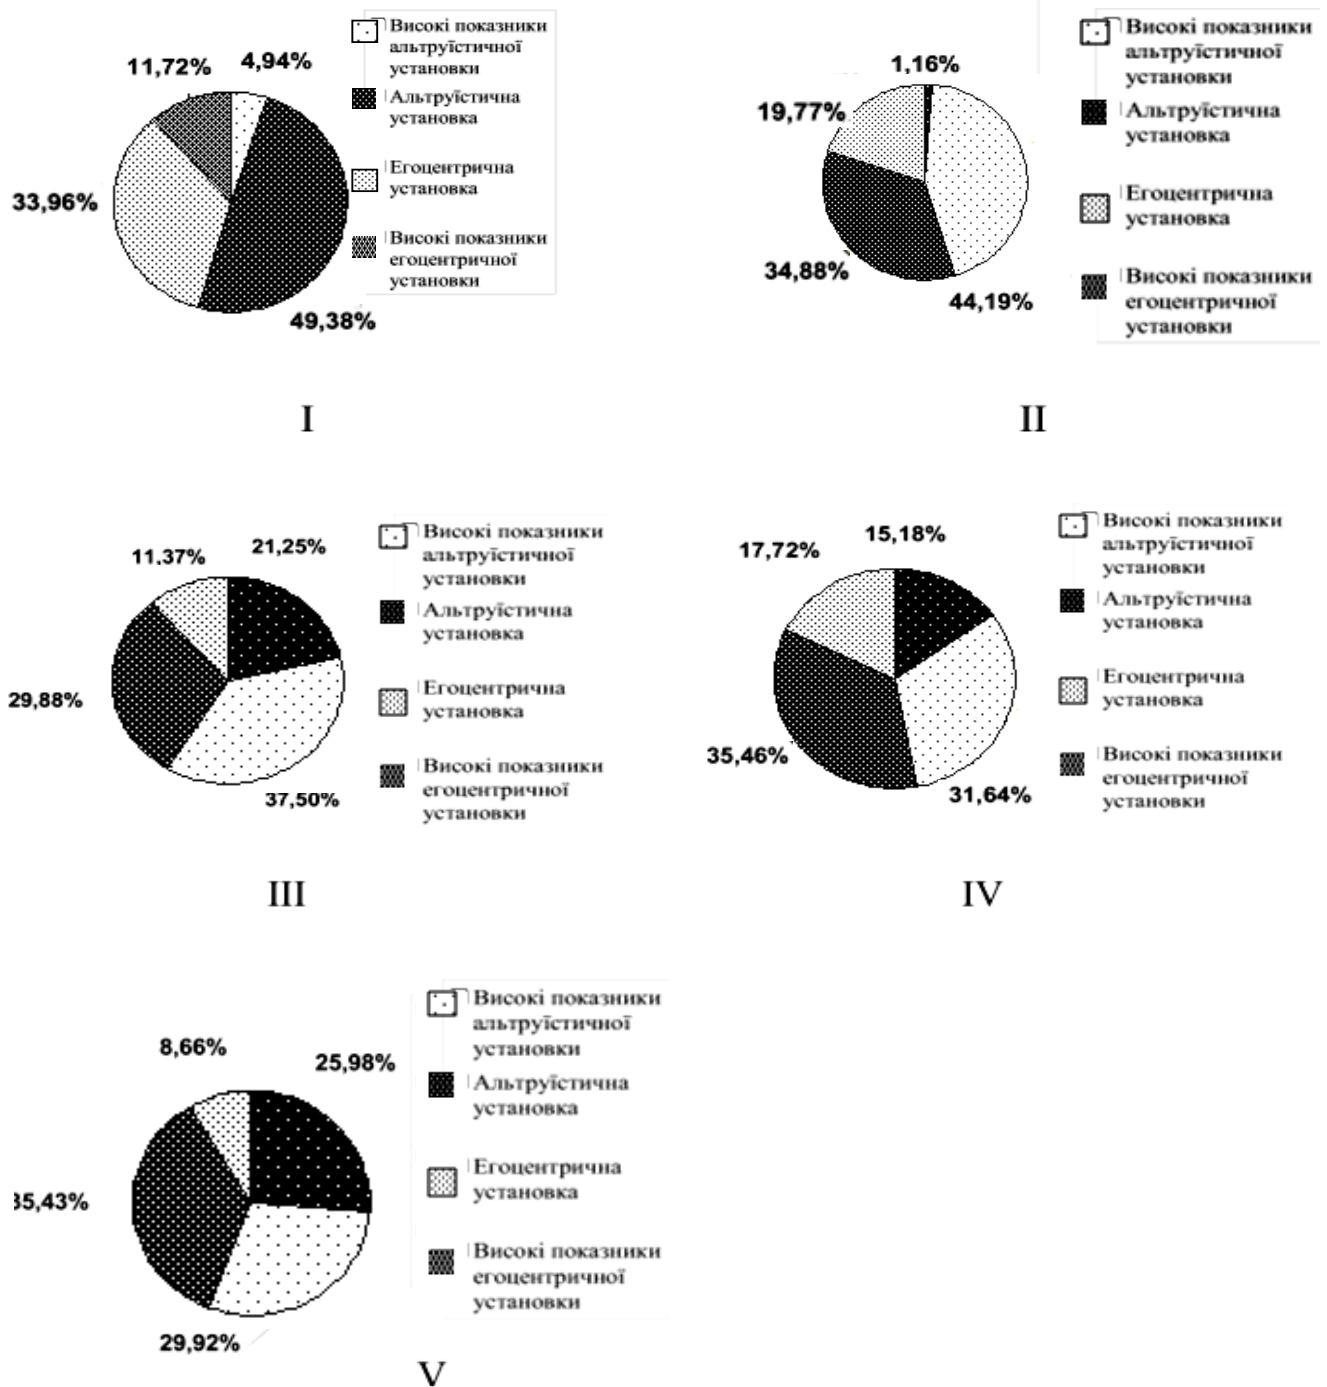 11,72%
4,94%
33,96%
49,38%
Високі показники
альтруїстичної
установки
Альтруїстична
установка
Егоцентрична
установка
Високі показники
егоцентричної
установки
I
1,16%
19,77%
34,88%
44,19%
Високі показники
альтруїстичної
установки
Альтруїстична
установка
Егоцентрична
установка
Високі показники
егоцентричної
установки
II
11,37%
21,25%
29,88%
37,50%
Високі показники
альтруїстичної
установки
Альтруїстична
установка
Егоцентрична
установка
Високі показники
егоцентричної
установки
III
17,72%
15,18%
35,46%
31,64%
Високі показники
альтруїстичної
установки
Альтруїстична
установка
Егоцентрична
установка
Високі показники
егоцентричної
установки
IV
8,66%
25,98%
35,43%
29,92%
Високі показники
альтруїстичної
установки
Альтруїстична
установка
Егоцентрична
установка
Високі показники
егоцентричної
установки
V